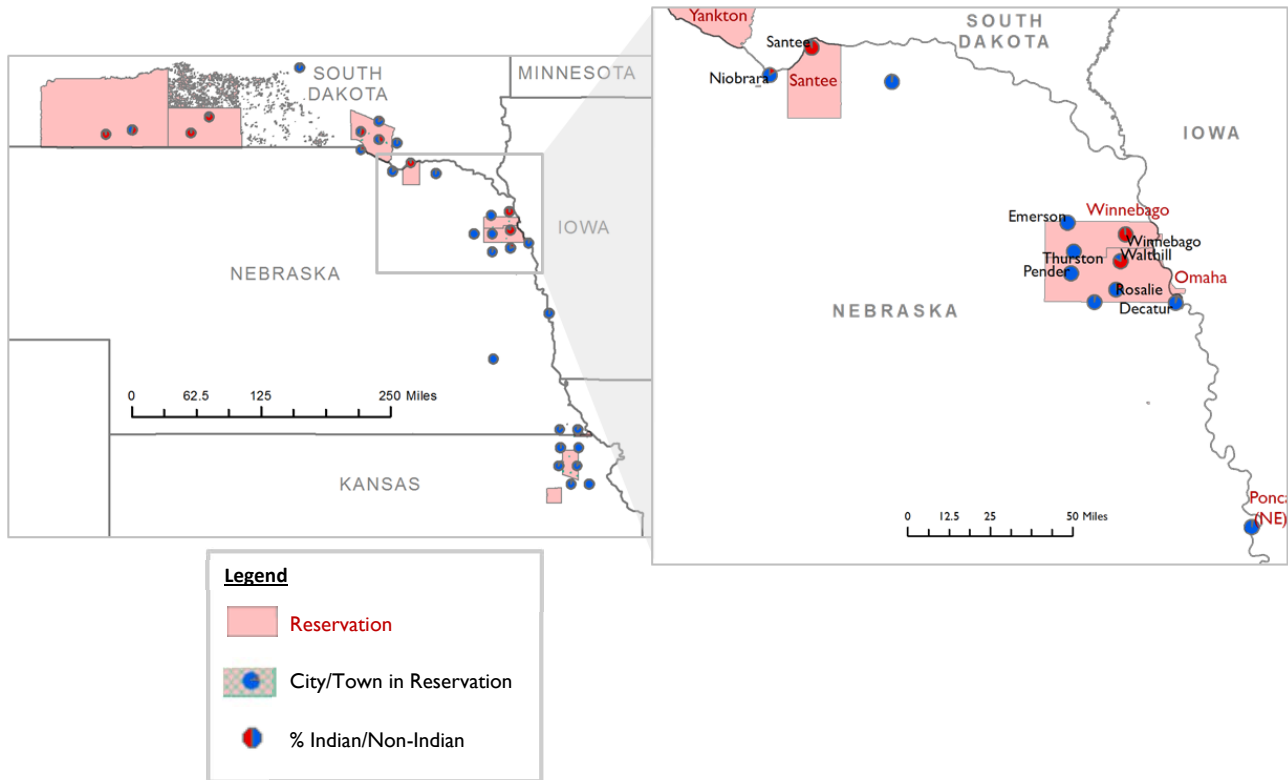 SOUTH
DAKOTA
MINNESOTA
IOWA
NEBRASKA
0 62.5 125 250 Miles
KANSAS
Yankton
SOUTH
DAKOTA
Santee
Niobrara
Santee
IOWA
Emerson
Winnebago
Winnebago
Thurston
Walthill
Pender
Omaha
Rosalie
Decatur
NEBRASKA
Ponca
(NE)
0 12.5 25 50 Miles
Legend
Reservation
City/Town in Reservation
% Indian/Non-Indian